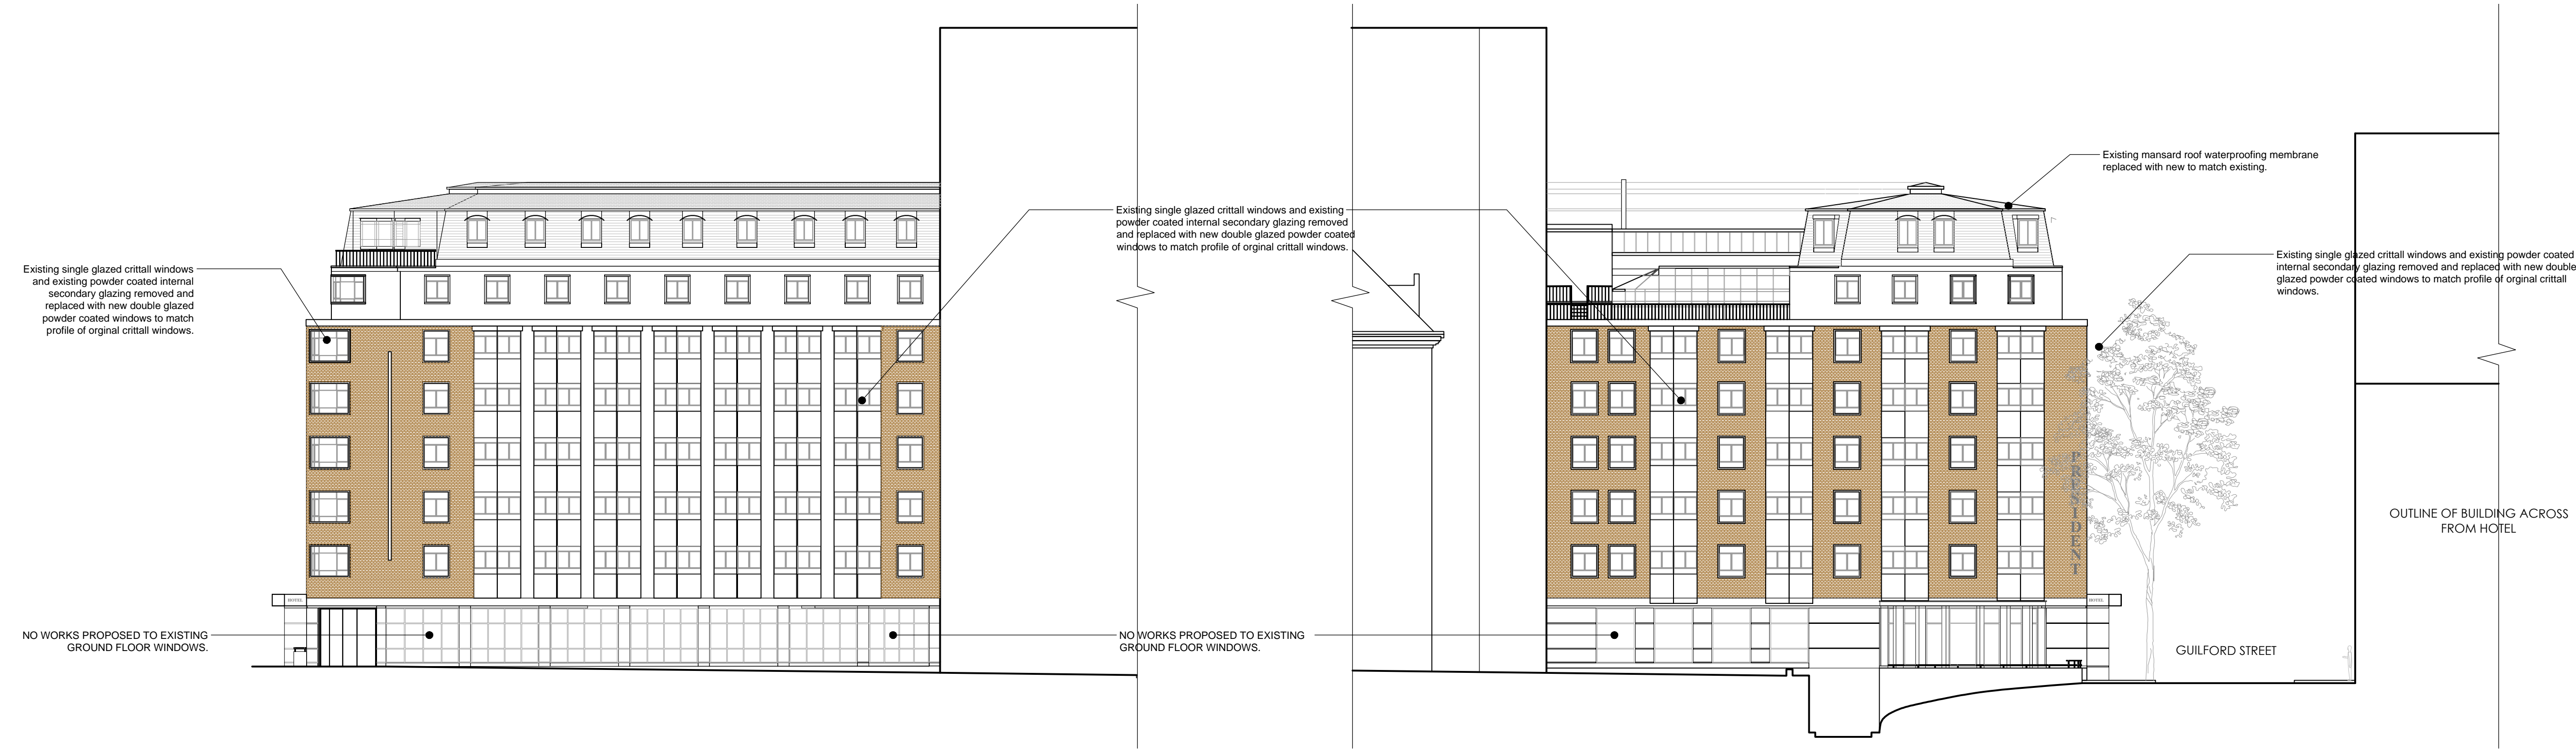 Existing single glazed crittall windows
and existing powder coated internal
secondary glazing removed and
replaced with new double glazed
powder coated windows to match
profile of orginal crittall windows.
NO WORKS PROPOSED TO EXISTING
GROUND FLOOR WINDOWS.
HOTEL
Existing single glazed crittall windows and existing
powder coated internal secondary glazing removed
and replaced with new double glazed powder coated
windows to match profile of orginal crittall windows.
NO WORKS PROPOSED TO EXISTING
GROUND FLOOR WINDOWS.
Existing mansard roof waterproofing membrane
replaced with new to match existing.
Existing single glazed crittall windows and existing powder coated
internal secondary glazing removed and replaced with new double
glazed powder coated windows to match profile of orginal crittall
windows.
PRESIDENT
HOTEL
GUILFORD STREET
OUTLINE OF BUILDING ACROSS
FROM HOTEL